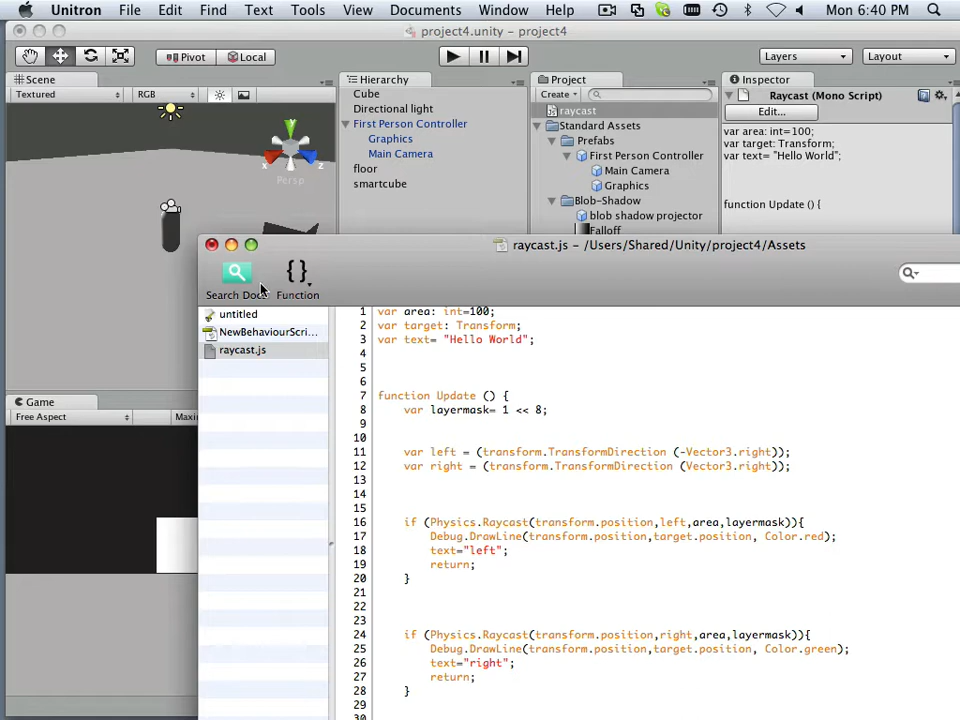 Unitron File Edit Find Text Tools Documents Window Help Mon 6:40 PM
project4.unity - project4
Pivot Local Layers Layout
Scene Hierarchy Project Inspector
Textured RGB Create
Raycast (Mono Script)
Edit...
Cube
Directional light
First Person Controller
Graphics
Main Camera
floor
smartcube
Persp
raycast
Standard Assets
Prefabs
First Person Controller
Main Camera
Graphics
Blob-Shadow
blob shadow projector
Falloff
var area: int=100;
var target: Transform;
var text= "Hello World";
function Update () {
Game
Free Aspect Maxi
raycast.js - /Users/Shared/Unity/project4/Assets
Search Docs Function
untitled
NewBehaviourScri...
raycast.js
1 var area: int=100;
2 var target: Transform;
3 var text= "Hello World";
4
5
6
7 function Update () {
8 var layermask= 1 << 8;
9
10
11 var left = (transform.TransformDirection (-Vector3.right));
12 var right = (transform.TransformDirection (Vector3.right));
13
14
15
16 if (Physics.Raycast(transform.position,left,area,layermask)){
17 Debug.DrawLine(transform.position,target.position, Color.red);
18 text="left";
19 return;
20 }
21
22
23
24 if (Physics.Raycast(transform.position,right,area,layermask)){
25 Debug.DrawLine(transform.position,target.position, Color.green);
26 text="right";
27 return;
28 }
29
30